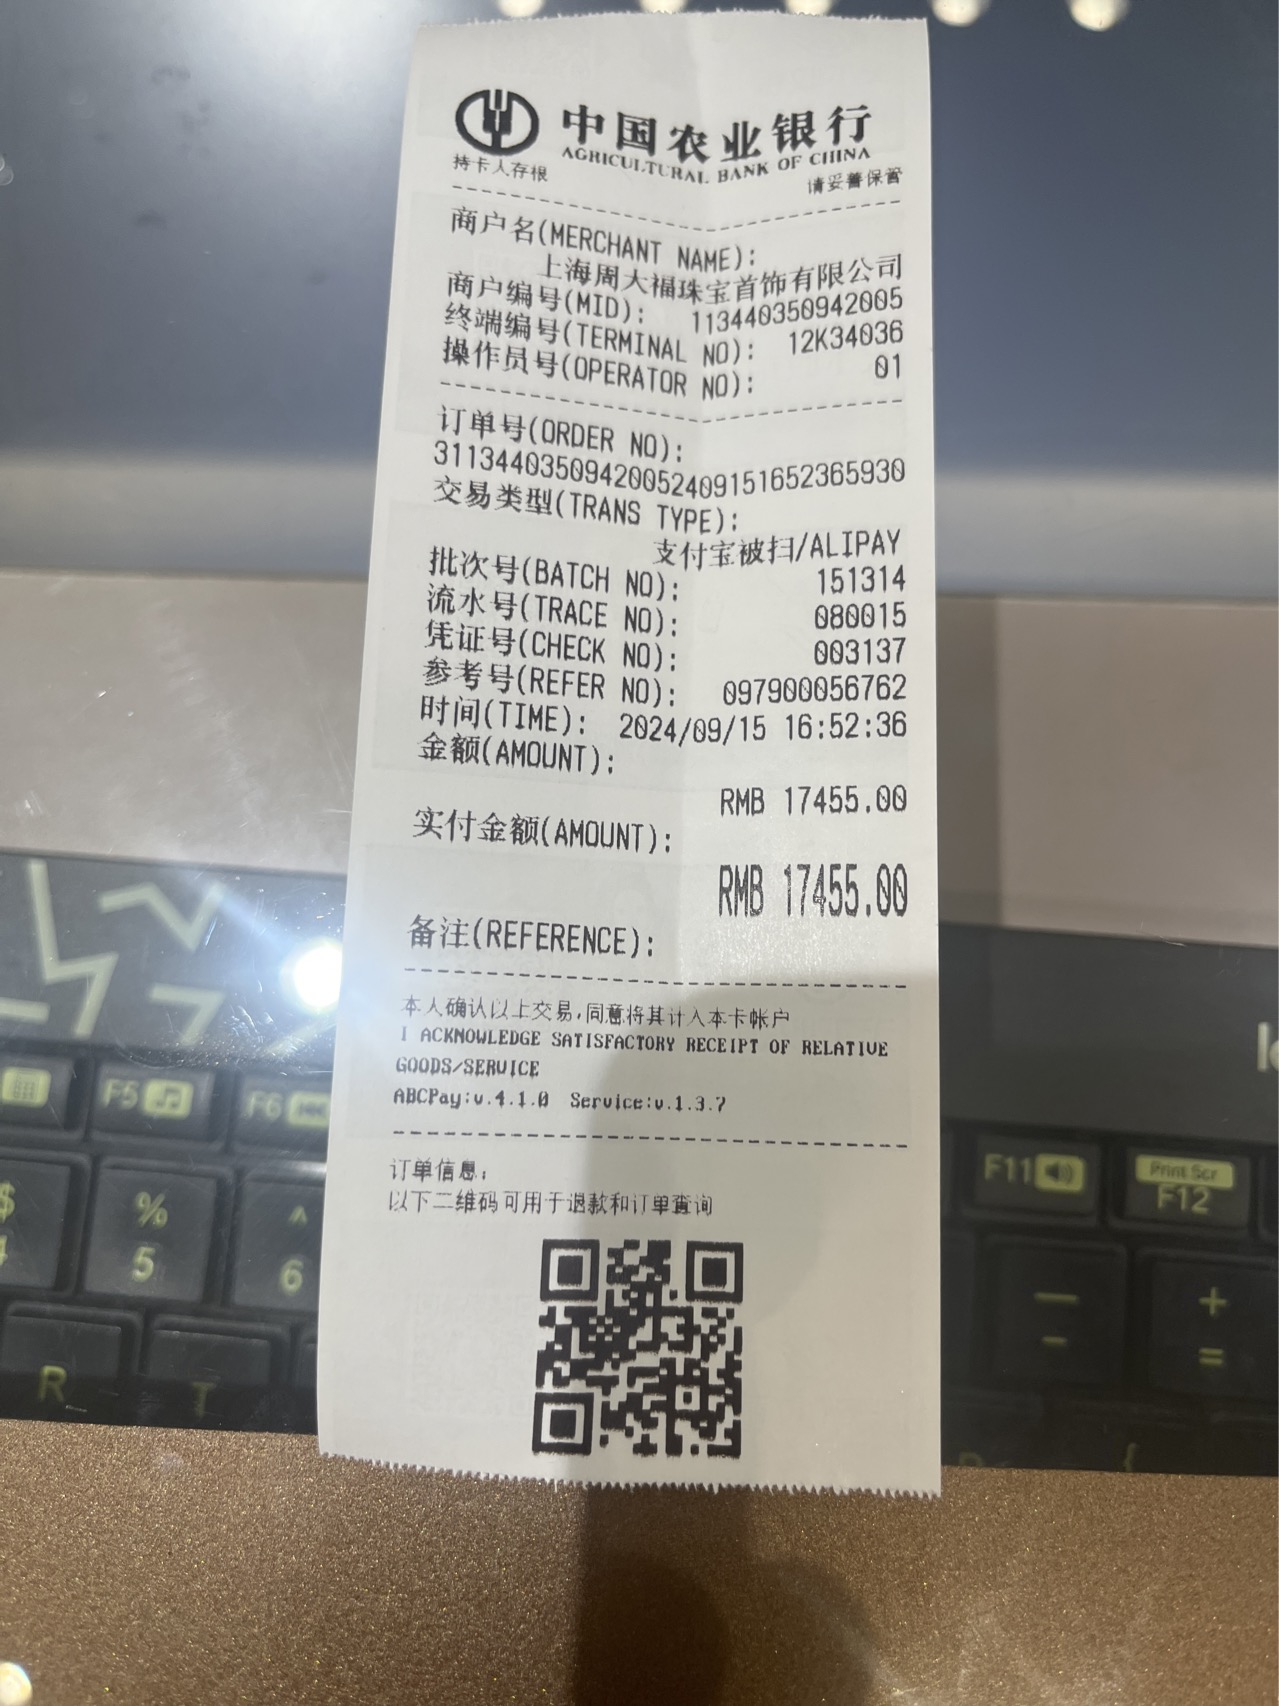 中国农业银行
AGRICULTURAL BANK OF CHINA
持卡人存根 请妥善保管
商户名(MERCHANT NAME):
上海周大福珠宝首饰有限公司
商户编号(MID): 113440350942005
终端编号(TERMINAL NO): 12K34036
操作员号(OPERATOR NO): 01
订单号(ORDER NO):
31134403509420052409151652365930
交易类型(TRANS TYPE):
支付宝被扫/ALIPAY
批次号(BATCH NO): 151314
流水号(TRACE NO): 080015
凭证号(CHECK NO): 003137
参考号(REFER NO): 097900056762
时间(TIME): 2024/09/15 16:52:36
金额(AMOUNT):
RMB 17455.00
实付金额(AMOUNT):
RMB 17455.00
备注(REFERENCE):
本人确认以上交易,同意将其计入本卡帐户
I ACKNOWLEDGE SATISFACTORY RECEIPT OF RELATIVE
GOODS/SERVICE
ABCPay:v.4.1.0 Service:v.1.3.7
订单信息:
以下二维码可用于退款和订单查询
F5 F6 F11 Print Scr
F12
$ % ^ — +
4 5 6 - =
R T {